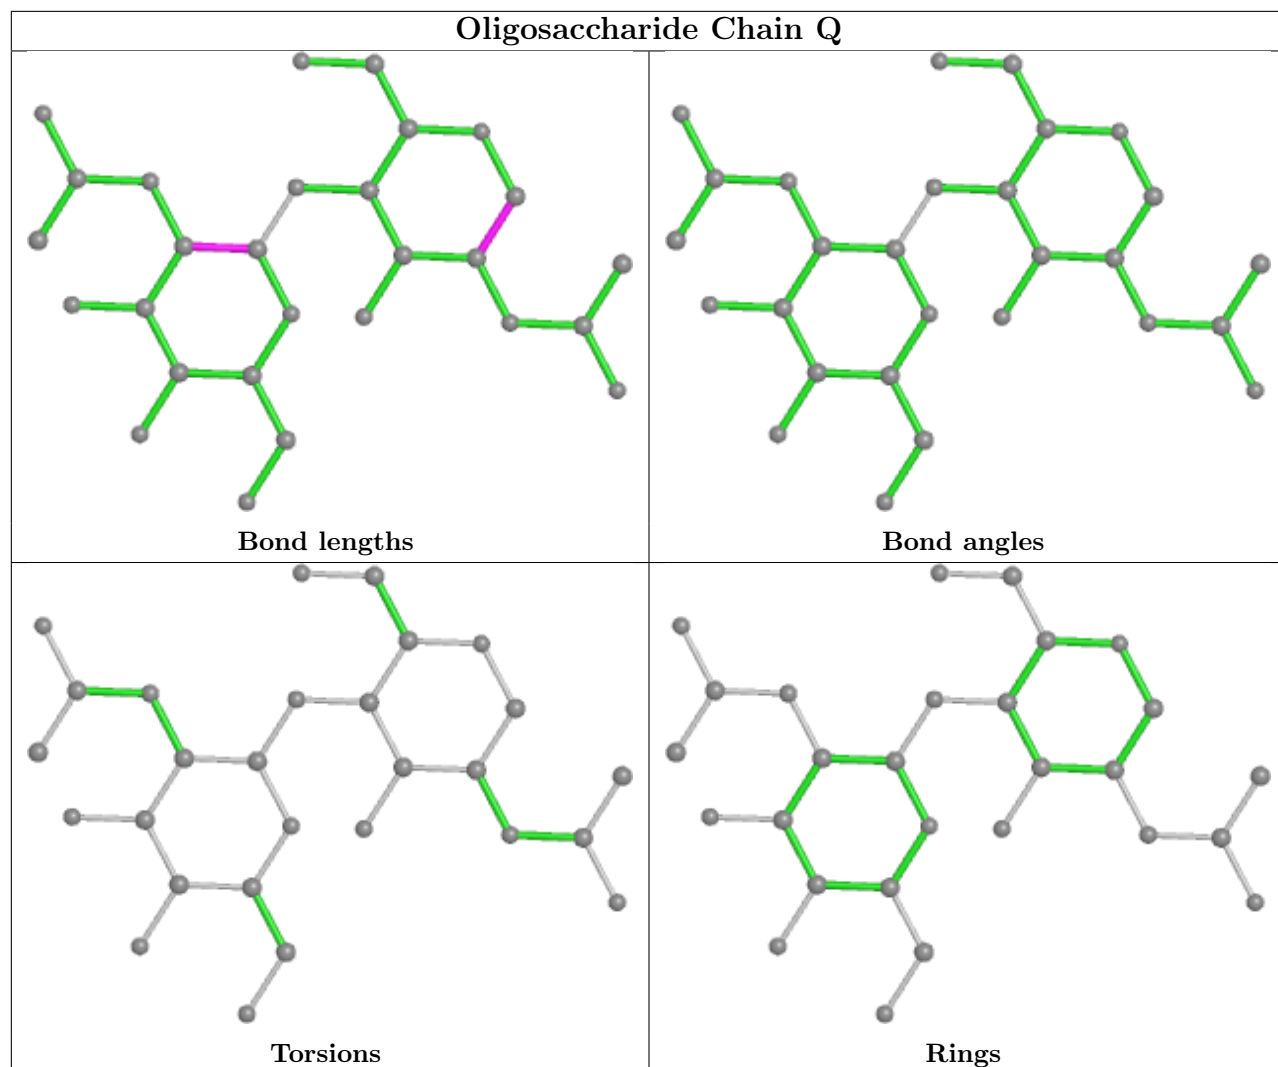 Oligosaccharide Chain Q
Bond lengths
Bond angles
Torsions
Rings